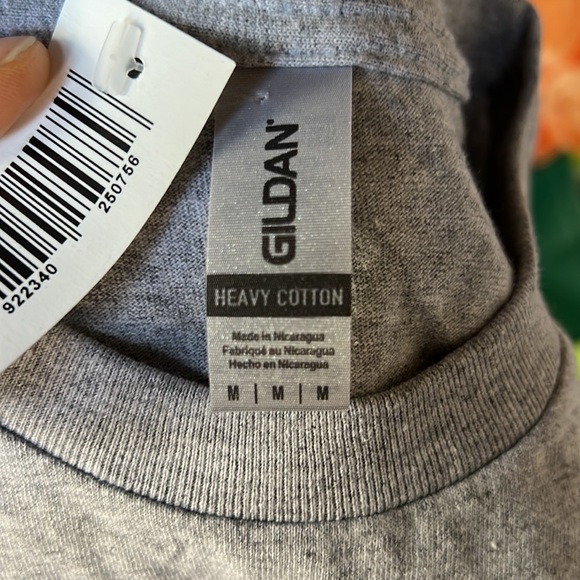 922340 250756
GILDAN
HEAVY COTTON
Made in Nicaragua
Fabriqué au Nicaragua
Hecho en Nicaragua
M | M | M